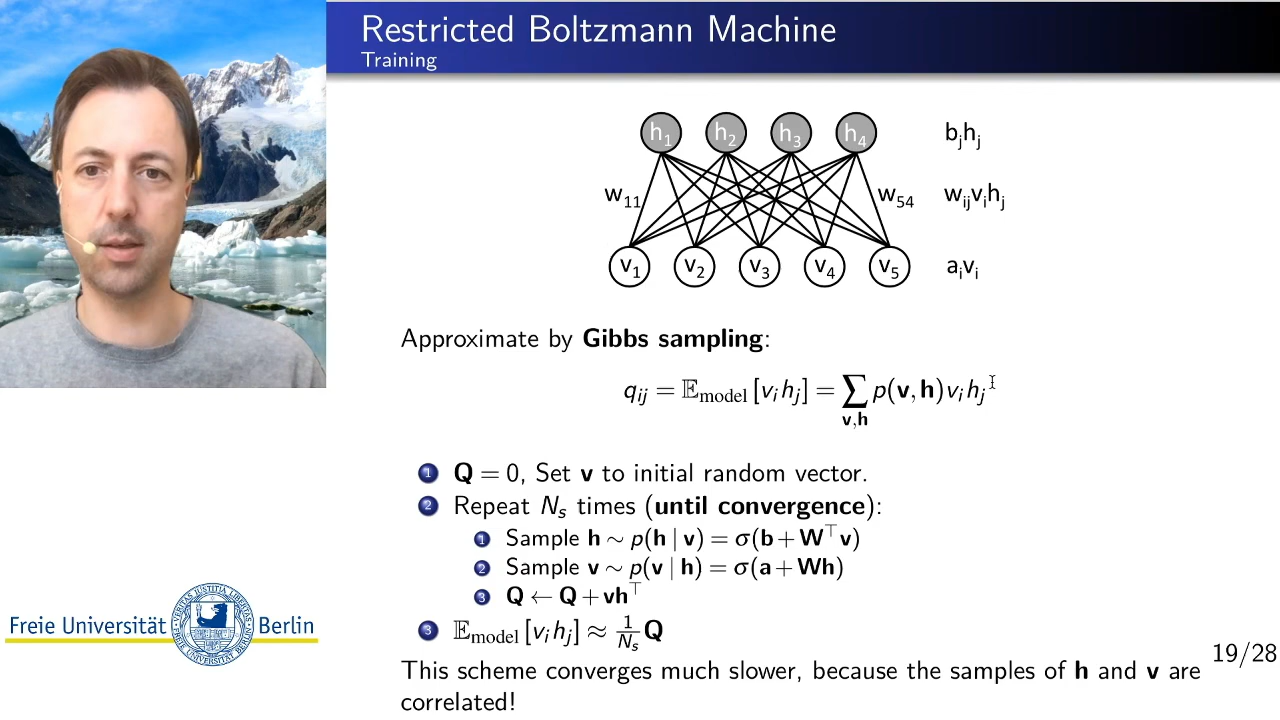 Restricted Boltzmann Machine
Training
h₁ h₂ h₃ h₄ bⱼhⱼ
w₁₁ w₅₄ wᵢⱼvᵢhⱼ
v₁ v₂ v₃ v₄ v₅ aᵢvᵢ
Approximate by Gibbs sampling:
qᵢⱼ = 𝔼model [vᵢhⱼ] = ∑v,h p(v,h)vᵢhⱼ
1 Q = 0, Set v to initial random vector.
2 Repeat Nₛ times (until convergence):
1 Sample h ∼ p(h | v) = σ(b + W⊤v)
2 Sample v ∼ p(v | h) = σ(a + Wh)
3 Q ← Q + vh⊤
3 𝔼model [vᵢhⱼ] ≈ 1/Nₛ Q
This scheme converges much slower, because the samples of h and v are
correlated!
Freie Universität Berlin
19/28